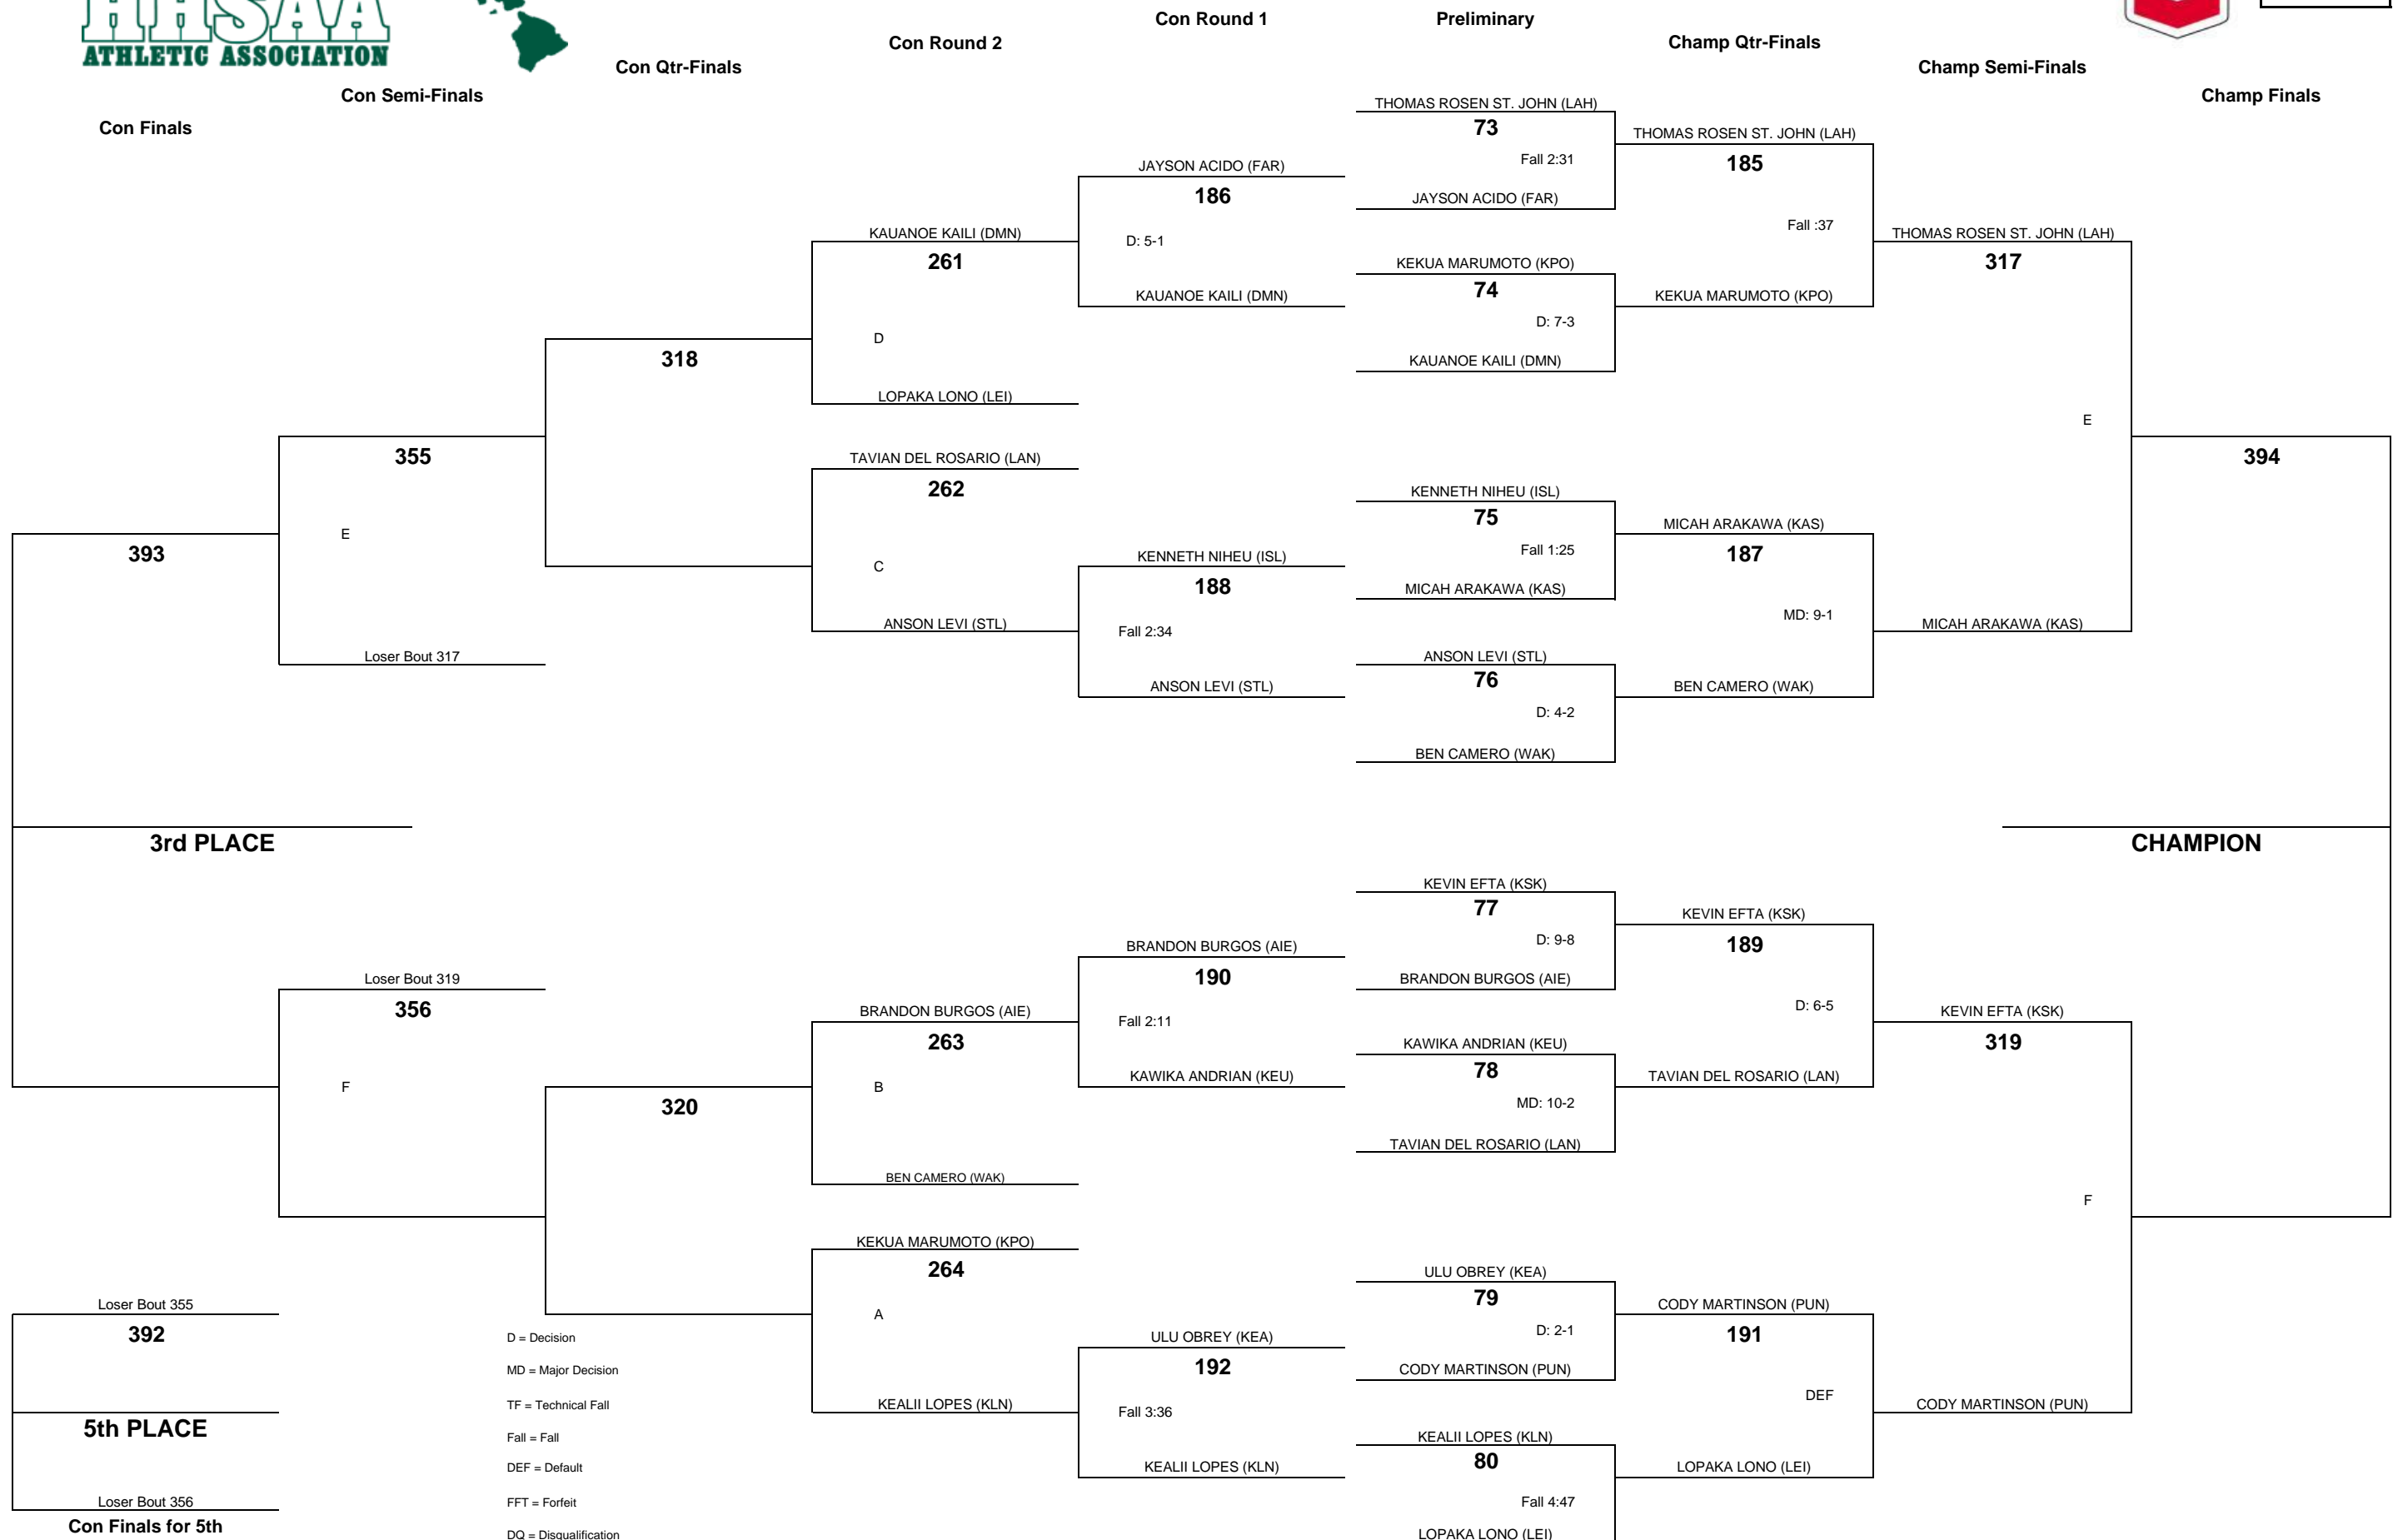 HHSAA
ATHLETIC ASSOCIATION
Con Round 1
Preliminary
Con Round 2
Champ Qtr-Finals
Con Qtr-Finals
Champ Semi-Finals
Con Semi-Finals
Champ Finals
Con Finals
THOMAS ROSEN ST. JOHN (LAH)
73
Fall 2:31
JAYSON ACIDO (FAR)
KEKUA MARUMOTO (KPO)
74
D: 7-3
KAUANOE KAILI (DMN)
KENNETH NIHEU (ISL)
75
Fall 1:25
MICAH ARAKAWA (KAS)
ANSON LEVI (STL)
76
D: 4-2
BEN CAMERO (WAK)
KEVIN EFTA (KSK)
77
D: 9-8
BRANDON BURGOS (AIE)
KAWIKA ANDRIAN (KEU)
78
MD: 10-2
TAVIAN DEL ROSARIO (LAN)
ULU OBREY (KEA)
79
D: 2-1
CODY MARTINSON (PUN)
KEALII LOPES (KLN)
80
Fall 4:47
LOPAKA LONO (LEI)
THOMAS ROSEN ST. JOHN (LAH)
185
Fall :37
KEKUA MARUMOTO (KPO)
MICAH ARAKAWA (KAS)
187
MD: 9-1
BEN CAMERO (WAK)
KEVIN EFTA (KSK)
189
D: 6-5
TAVIAN DEL ROSARIO (LAN)
CODY MARTINSON (PUN)
191
DEF
LOPAKA LONO (LEI)
THOMAS ROSEN ST. JOHN (LAH)
317
E
MICAH ARAKAWA (KAS)
KEVIN EFTA (KSK)
319
F
CODY MARTINSON (PUN)
394
CHAMPION
JAYSON ACIDO (FAR)
186
D: 5-1
KAUANOE KAILI (DMN)
KENNETH NIHEU (ISL)
188
Fall 2:34
ANSON LEVI (STL)
BRANDON BURGOS (AIE)
190
Fall 2:11
KAWIKA ANDRIAN (KEU)
ULU OBREY (KEA)
192
Fall 3:36
KEALII LOPES (KLN)
KAUANOE KAILI (DMN)
261
D
LOPAKA LONO (LEI)
TAVIAN DEL ROSARIO (LAN)
262
C
ANSON LEVI (STL)
BRANDON BURGOS (AIE)
263
B
BEN CAMERO (WAK)
KEKUA MARUMOTO (KPO)
264
A
KEALII LOPES (KLN)
318
320
355
E
Loser Bout 317
Loser Bout 319
356
F
393
3rd PLACE
Loser Bout 355
392
5th PLACE
Loser Bout 356
Con Finals for 5th
D = Decision
MD = Major Decision
TF = Technical Fall
Fall = Fall
DEF = Default
FFT = Forfeit
DQ = Disqualification